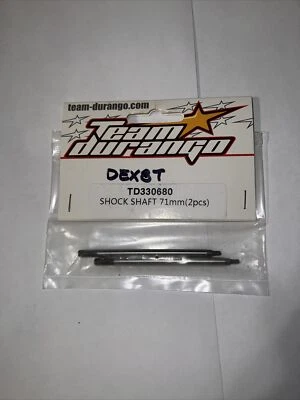 team-durango.com
Team
durango
DEX8T
TD330680
SHOCK SHAFT 71mm(2pcs)